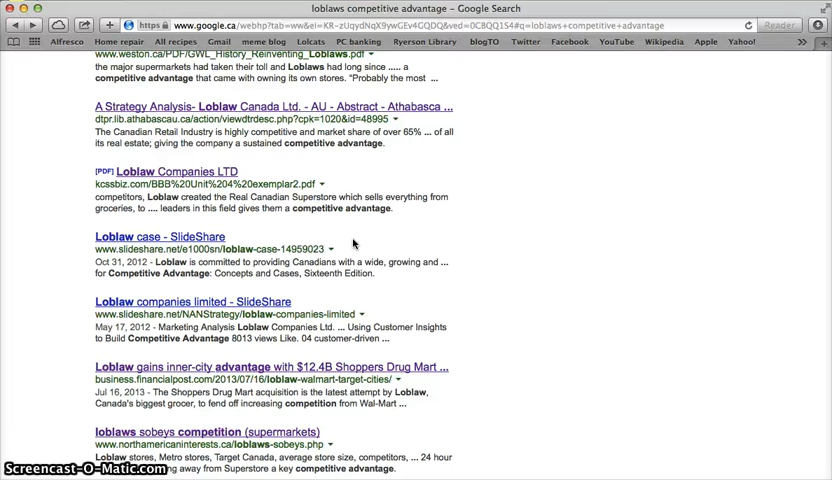 loblaws competitive advantage - Google Search
https www.google.ca/webhp?tab=ww&ei=KR-zUqydNqX9ywGEv4GQDQ&ved=0CBQQ1S4#q=loblaws+competitive+advantage Reader
Alfresco Home repair All recipes Gmail meme blog Lolcats PC banking Ryerson Library blogTO Twitter Facebook YouTube Wikipedia Apple Yahoo!
www.weston.ca/PDF/GWL_History_Reinventing_Loblaws.pdf
the major supermarkets had taken their toll and Loblaws had long since ..... a
competitive advantage that came with owning its own stores. "Probably the most ...
A Strategy Analysis- Loblaw Canada Ltd. - AU - Abstract - Athabasca ...
dtpr.lib.athabascau.ca/action/viewdtrdesc.php?cpk=1020&id=48995
The Canadian Retail Industry is highly competitive and market share of over 65% ... of all
its real estate; giving the company a sustained competitive advantage.
[PDF] Loblaw Companies LTD
kcssbiz.com/BBB%20Unit%204%20exemplar2.pdf
competitors, Loblaw created the Real Canadian Superstore which sells everything from
groceries, to .... leaders in this field gives them a competitive advantage.
Loblaw case - SlideShare
www.slideshare.net/e1000sn/loblaw-case-14959023
Oct 31, 2012 - Loblaw is committed to providing Canadians with a wide, growing and ...
for Competitive Advantage: Concepts and Cases, Sixteenth Edition.
Loblaw companies limited - SlideShare
www.slideshare.net/NANStrategy/loblaw-companies-limited
May 17, 2012 - Marketing Analysis Loblaw Companies Ltd. ... Using Customer Insights
to Build Competitive Advantage 8013 views Like. 04 customer-driven ...
Loblaw gains inner-city advantage with $12.4B Shoppers Drug Mart ...
business.financialpost.com/2013/07/16/loblaw-walmart-target-cities/
Jul 16, 2013 - The Shoppers Drug Mart acquisition is the latest attempt by Loblaw,
Canada's biggest grocer, to fend off increasing competition from Wal-Mart ...
loblaws sobeys competition (supermarkets)
www.northamericaninterests.ca/loblaws-sobeys.php
Loblaw stores, Metro stores, Target Canada, average store size, competitors, ... 24 hour
going away from Superstore a key competitive advantage.
Screencast-O-Matic.com